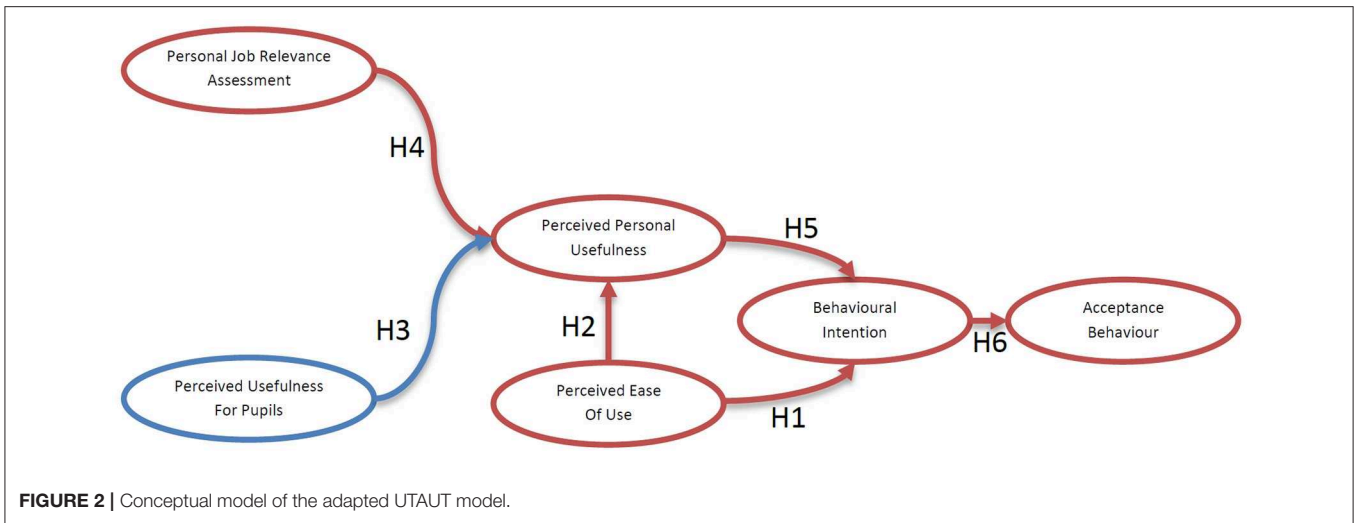 Personal Job Relevance
Assessment
H4
Perceived Personal
Usefulness
H5
H3
H2
Behavioural
Intention
H6
Acceptance
Behaviour
Perceived Usefulness
For Pupils
Perceived Ease
Of Use
H1
FIGURE 2 | Conceptual model of the adapted UTAUT model.